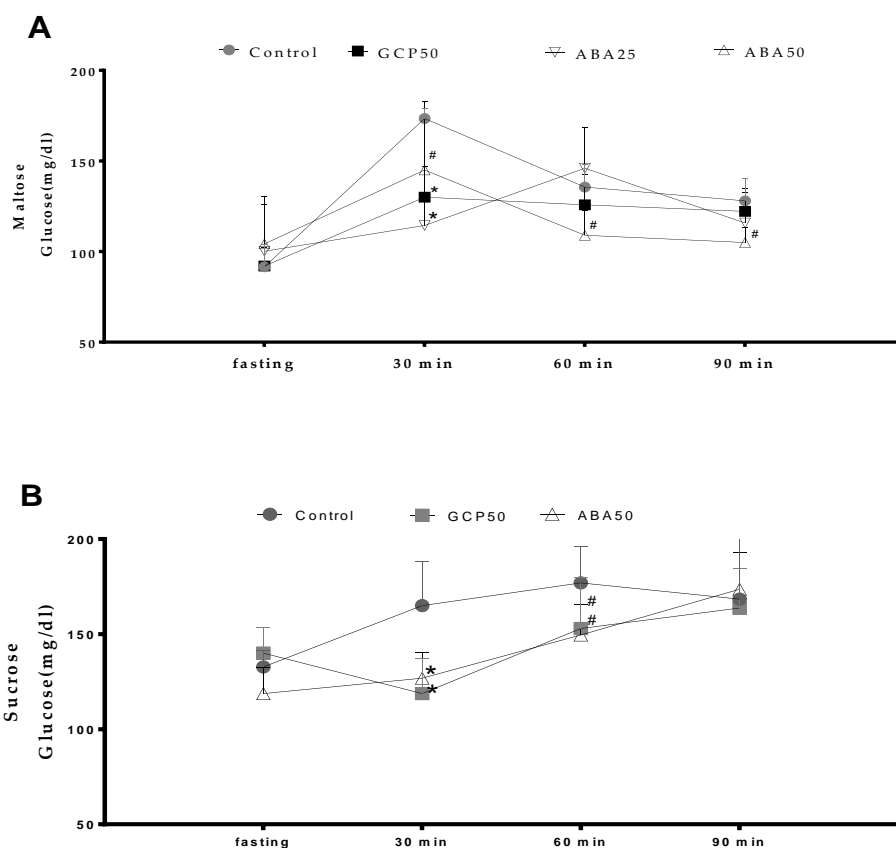 A
Control GCP50 ABA25 ABA50
Maltose
Glucose(mg/dl)
200
150
100
50
#
*
*
#
#
fasting 30 min 60 min 90 min
B
Control GCP50 ABA50
Sucrose
Glucose(mg/dl)
200
150
100
50
*
*
#
#
fasting 30 min 60 min 90 min